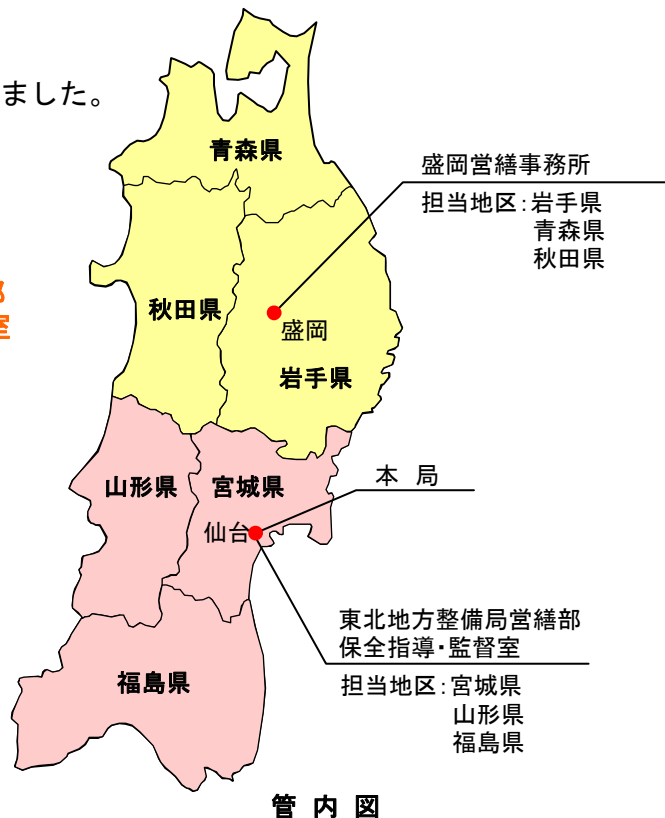 ました。
青森県
盛岡営繕事務所
担当地区：岩手県
青森県
秋田県
室
秋田県
盛岡
岩手県
山形県
宮城県
本 局
仙台
東北地方整備局営繕部
保全指導・監督室
担当地区：宮城県
山形県
福島県
福島県
管 内 図